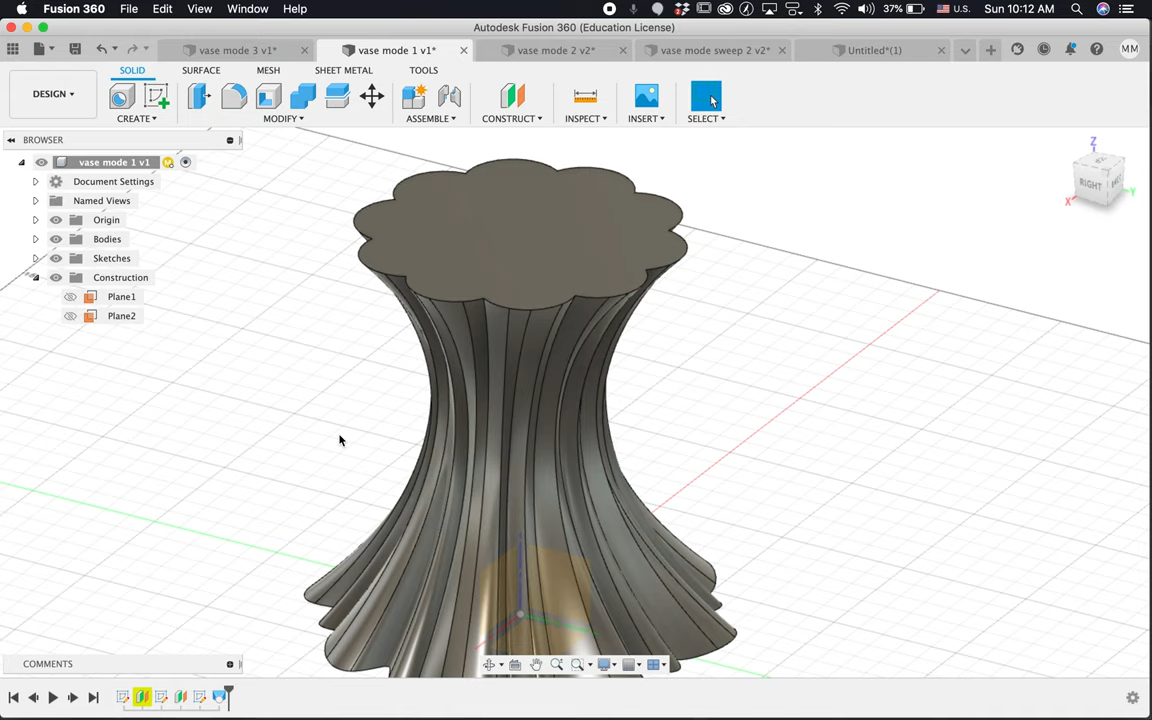 Fusion 360 File Edit View Window Help 37% U.S. Sun 10:12 AM
Autodesk Fusion 360 (Education License)
vase mode 3 v1* vase mode 1 v1* vase mode 2 v2* vase mode sweep 2 v2* Untitled*(1) MM
SOLID SURFACE MESH SHEET METAL TOOLS
DESIGN
CREATE MODIFY ASSEMBLE CONSTRUCT INSPECT INSERT SELECT
BROWSER
vase mode 1 v1
Document Settings
Named Views
Origin
Bodies
Sketches
Construction
Plane1
Plane2
Z
RIGHT
X
Y
COMMENTS